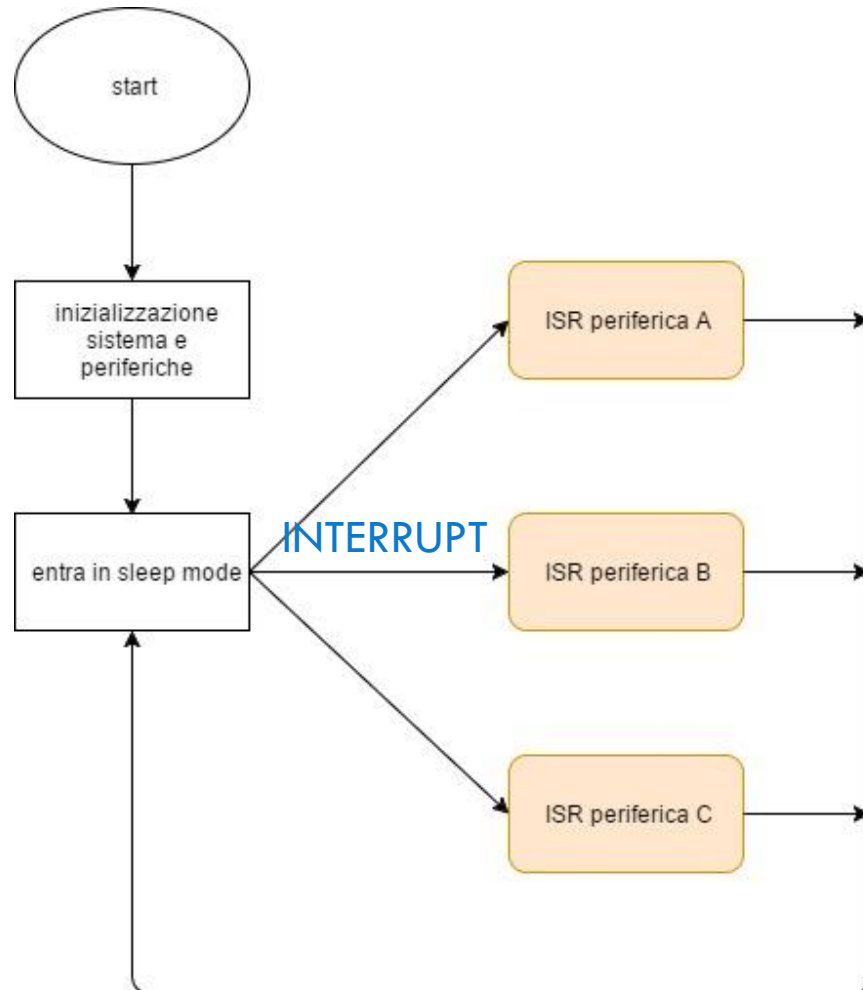 start
inizializzazione
sistema e
periferiche
entra in sleep mode
INTERRUPT
ISR periferica A
ISR periferica B
ISR periferica C